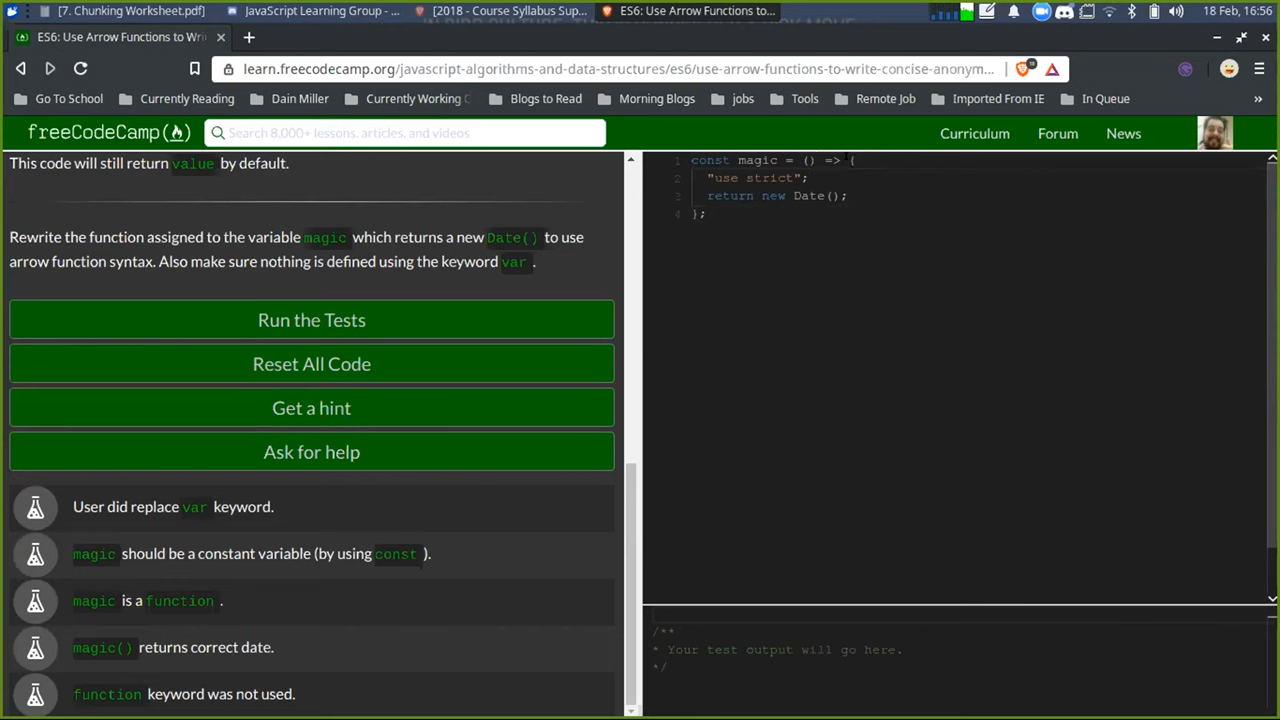 [7. Chunking Worksheet.pdf]
JavaScript Learning Group - ...
[2018 - Course Syllabus Sup...
ES6: Use Arrow Functions to...
18 Feb, 16:56
ES6: Use Arrow Functions to Wri
learn.freecodecamp.org/javascript-algorithms-and-data-structures/es6/use-arrow-functions-to-write-concise-anonym...
18
Go To School
Currently Reading
Dain Miller
Currently Working
Blogs to Read
Morning Blogs
jobs
Tools
Remote Job
Imported From IE
In Queue
»
freeCodeCamp
Search 8,000+ lessons, articles, and videos
Curriculum
Forum
News
This code will still return value by default.
Rewrite the function assigned to the variable magic which returns a new Date() to use
arrow function syntax. Also make sure nothing is defined using the keyword var .
Run the Tests
Reset All Code
Get a hint
Ask for help
User did replace var keyword.
magic should be a constant variable (by using const ).
magic is a function .
magic() returns correct date.
function keyword was not used.
1 const magic = () => {
2 "use strict";
3 return new Date();
4 };
/**
* Your test output will go here.
*/